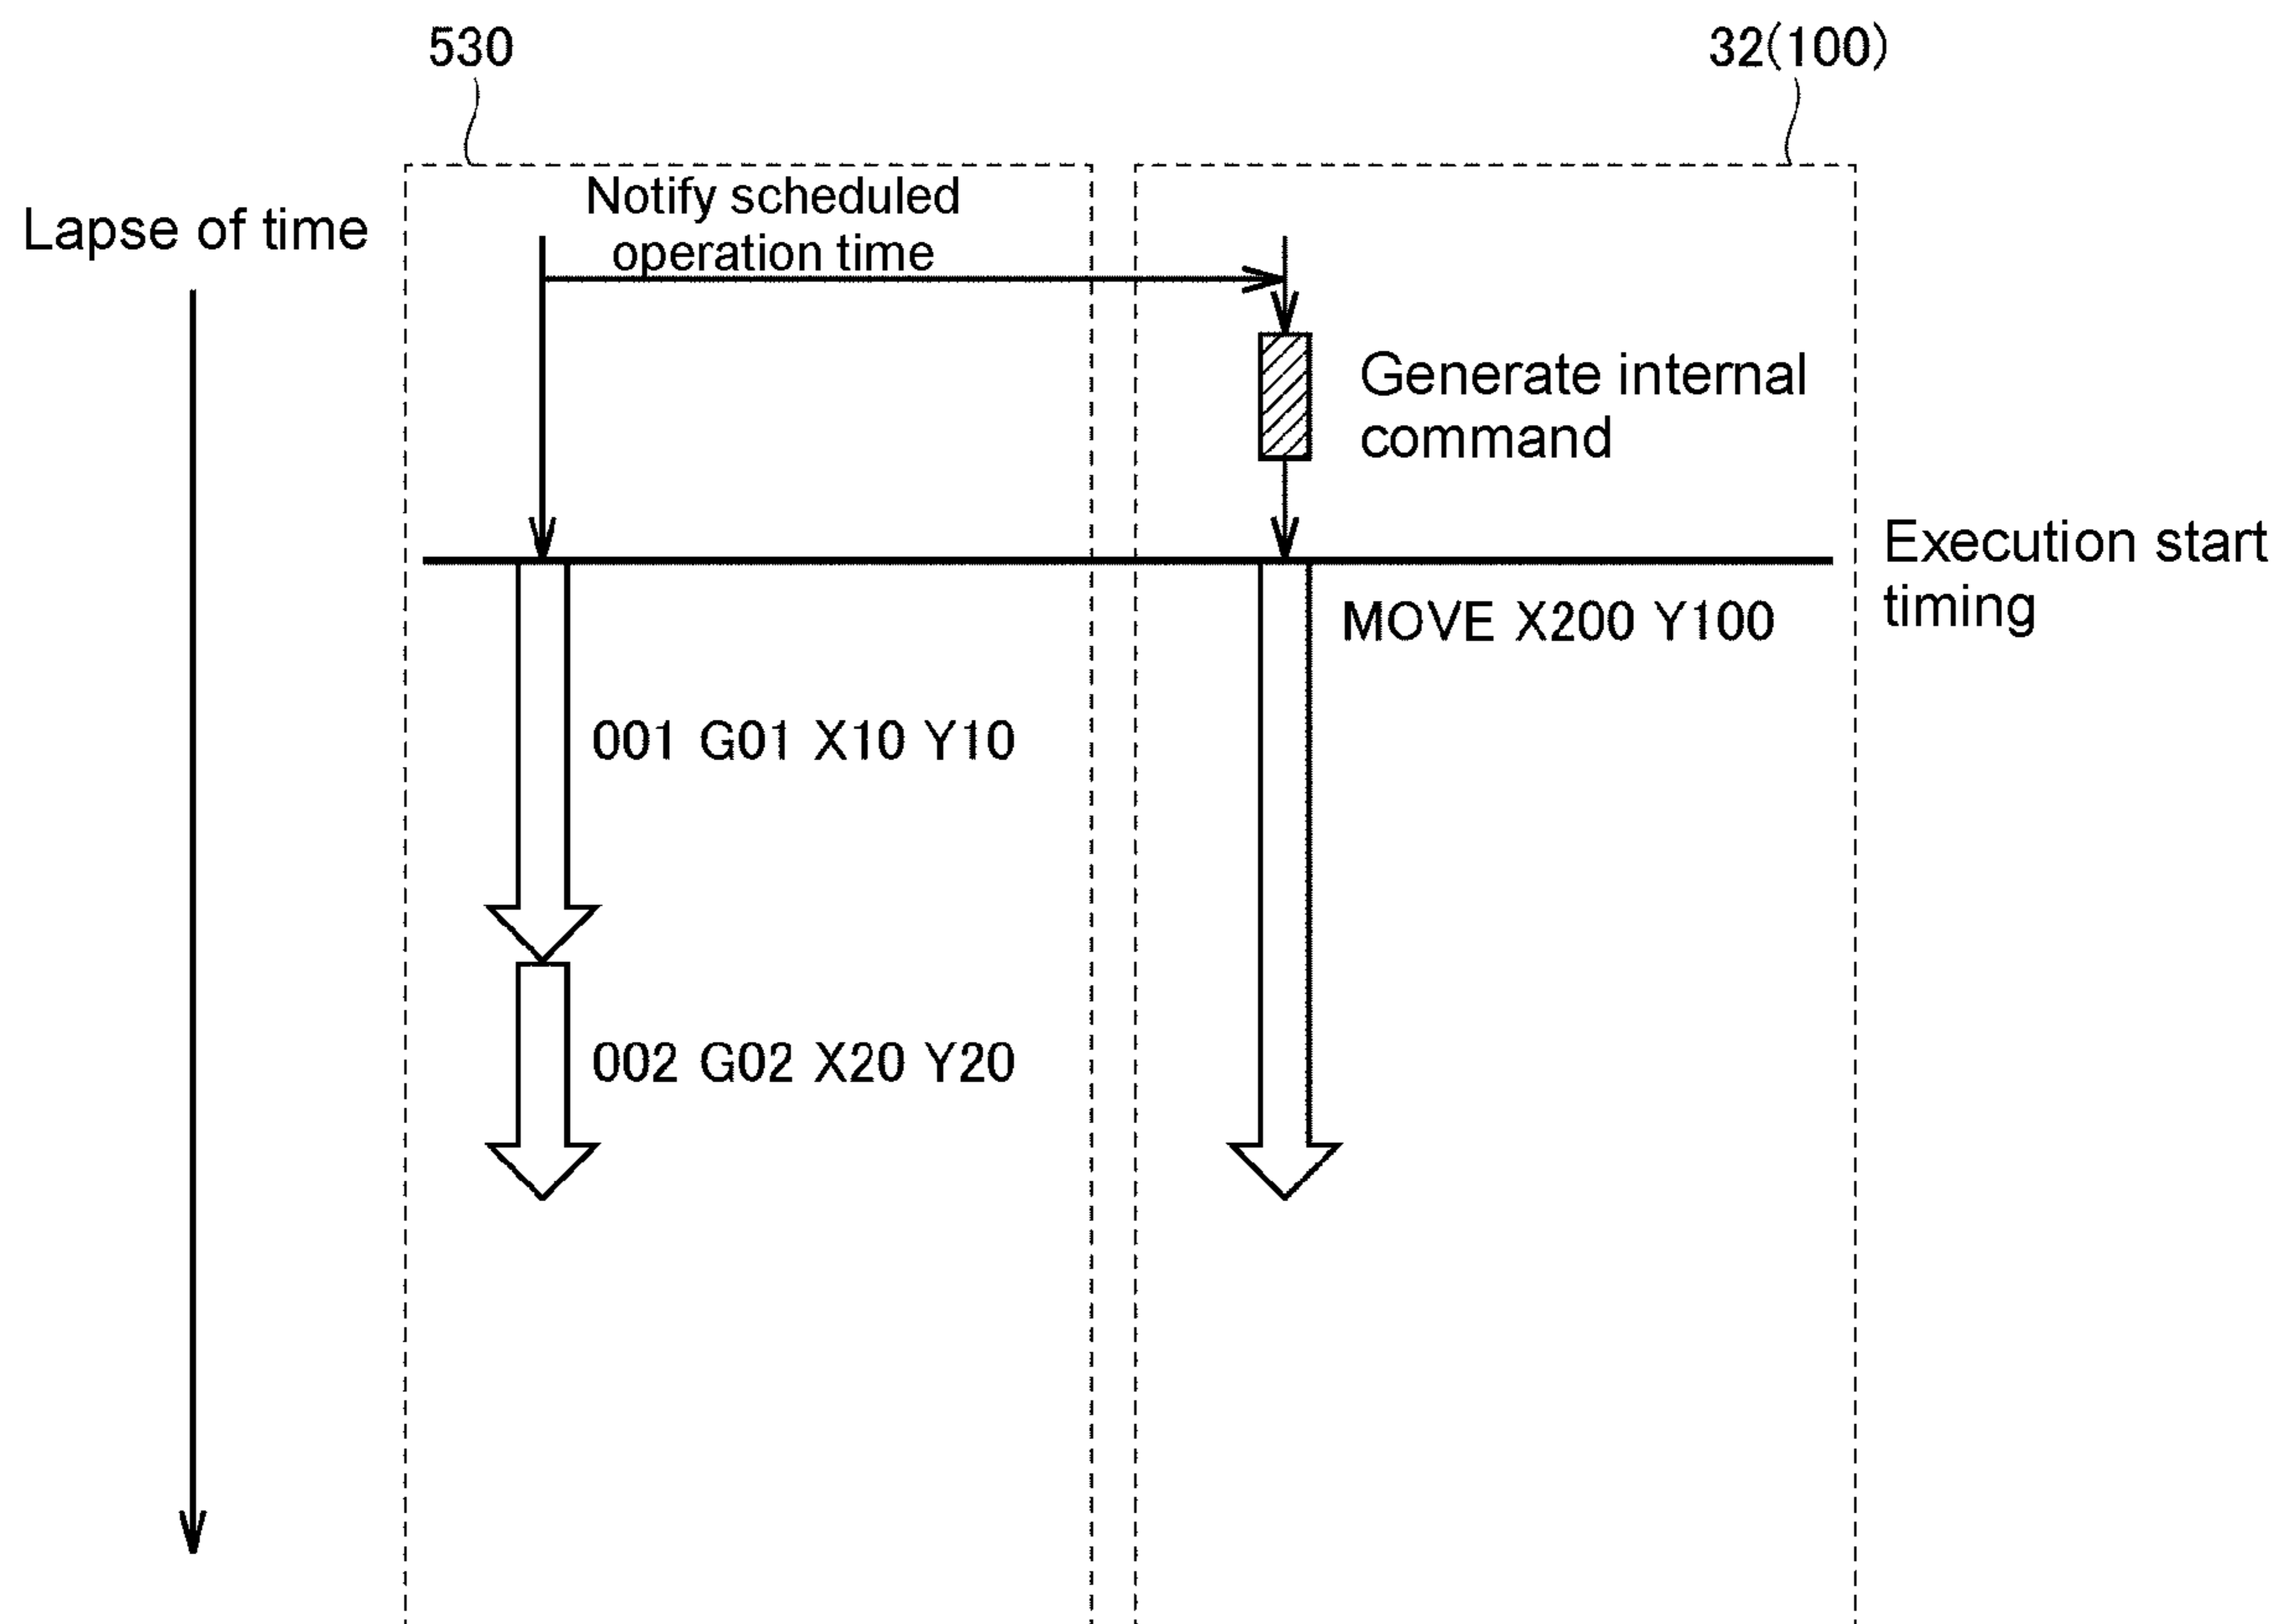 530
32(100)
Lapse of time
Notify scheduled
operation time
Generate internal
command
Execution start
timing
MOVE X200 Y100
001 G01 X10 Y10
002 G02 X20 Y20